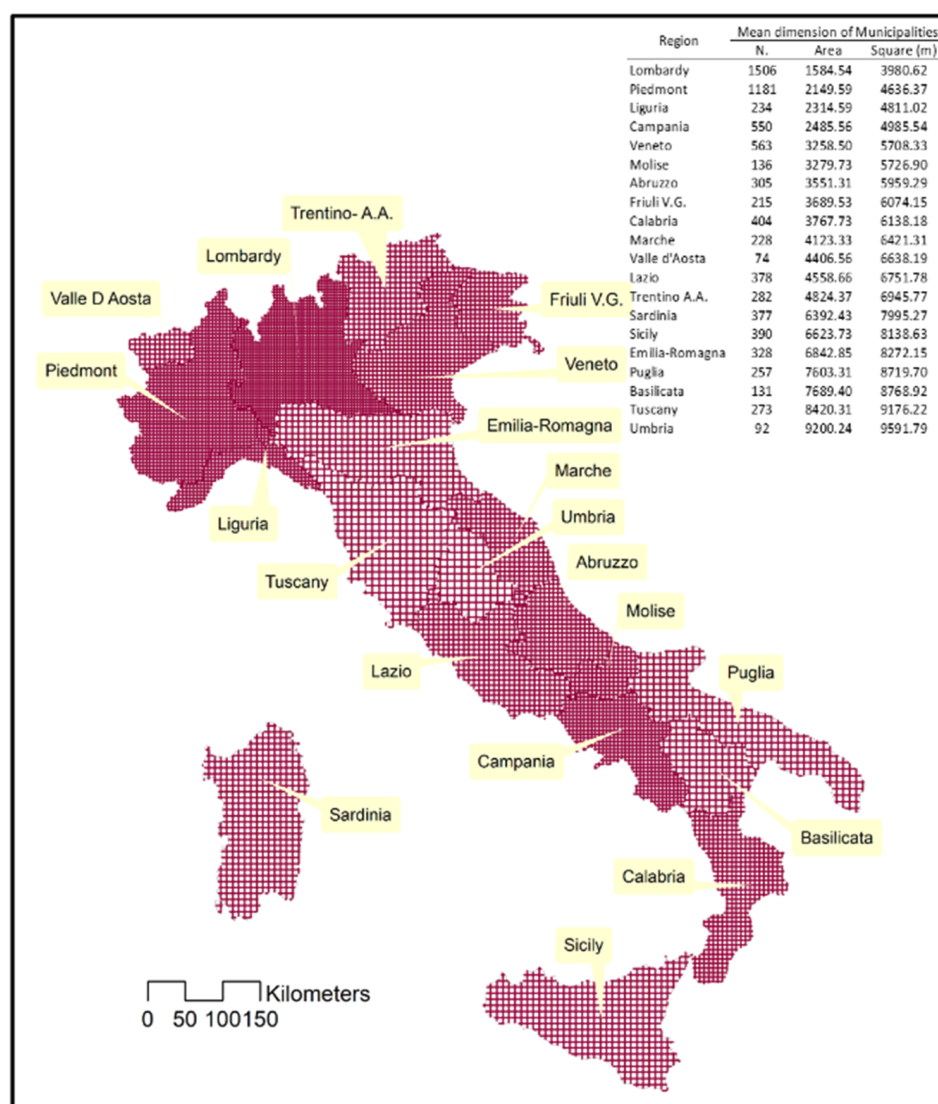 Region Mean dimension of Municipalities
N. Area Square (m)
Lombardy 1506 1584.54 3980.62
Piedmont 1181 2149.59 4636.37
Liguria 234 2314.59 4811.02
Campania 550 2485.56 4985.54
Veneto 563 3258.50 5708.33
Molise 136 3279.73 5726.90
Abruzzo 305 3551.31 5959.29
Friuli V.G. 215 3689.53 6074.15
Calabria 404 3767.73 6138.18
Marche 228 4123.33 6421.31
Valle d'Aosta 74 4406.56 6638.19
Lazio 378 4558.66 6751.78
Trentino A.A. 282 4824.37 6945.77
Sardinia 377 6392.43 7995.27
Sicily 390 6623.73 8138.63
Emilia-Romagna 328 6842.85 8272.15
Puglia 257 7603.31 8719.70
Basilicata 131 7689.40 8768.92
Tuscany 273 8420.31 9176.22
Umbria 92 9200.24 9591.79
Trentino- A.A.
Lombardy
Valle D Aosta
Friuli V.G.
Piedmont
Veneto
Emilia-Romagna
Marche
Liguria
Umbria
Tuscany
Abruzzo
Molise
Lazio
Puglia
Campania
Sardinia
Basilicata
Calabria
Sicily
Kilometers
0 50 100150